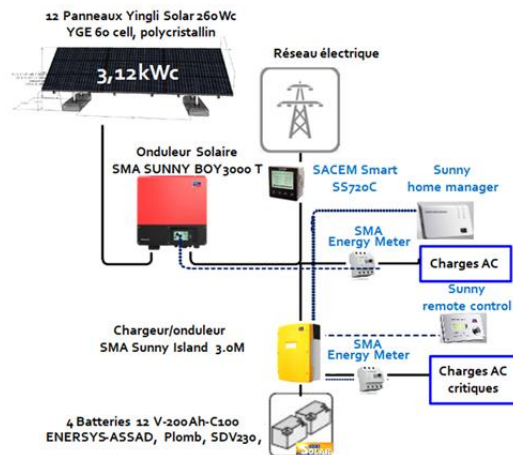 12 Panneaux Yingli Solar 260Wc
YGE 60 cell, polycristallin
3,12kWc
Réseau électrique
Onduleur Solaire
SMA SUNNY BOY3000 T
SACEM Smart
SS720C
Sunny
home manager
SMA
Energy Meter
Charges AC
Sunny
remote control
Chargeur/onduleur
SMA Sunny Island 3.0M
SMA
Energy Meter
Charges AC
critiques
4 Batteries 12 V-200Ah-C100
ENERSYS-ASSAD, Plomb, SDV230,